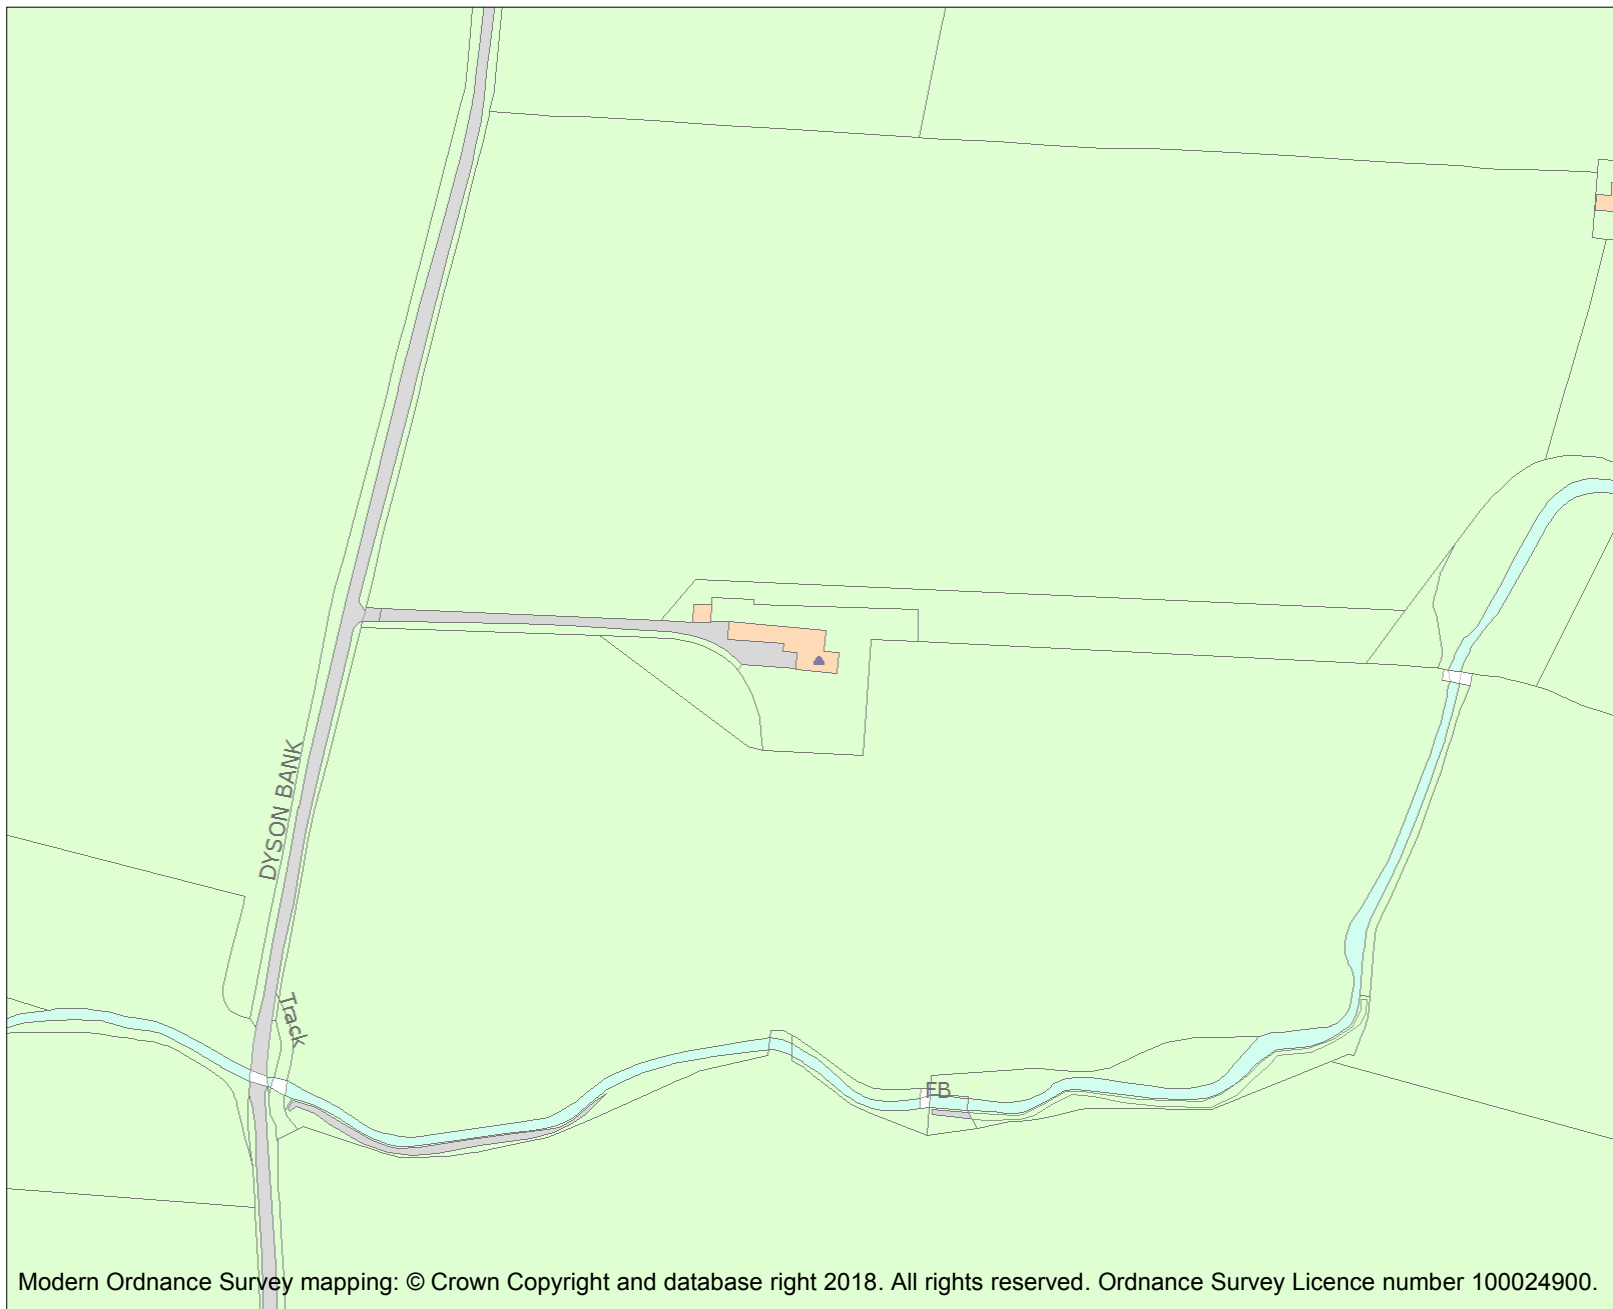 DYSON BANK
Track
FB
Modern Ordnance Survey mapping: © Crown Copyright and database right 2018. All rights reserved. Ordnance Survey Licence number 100024900.